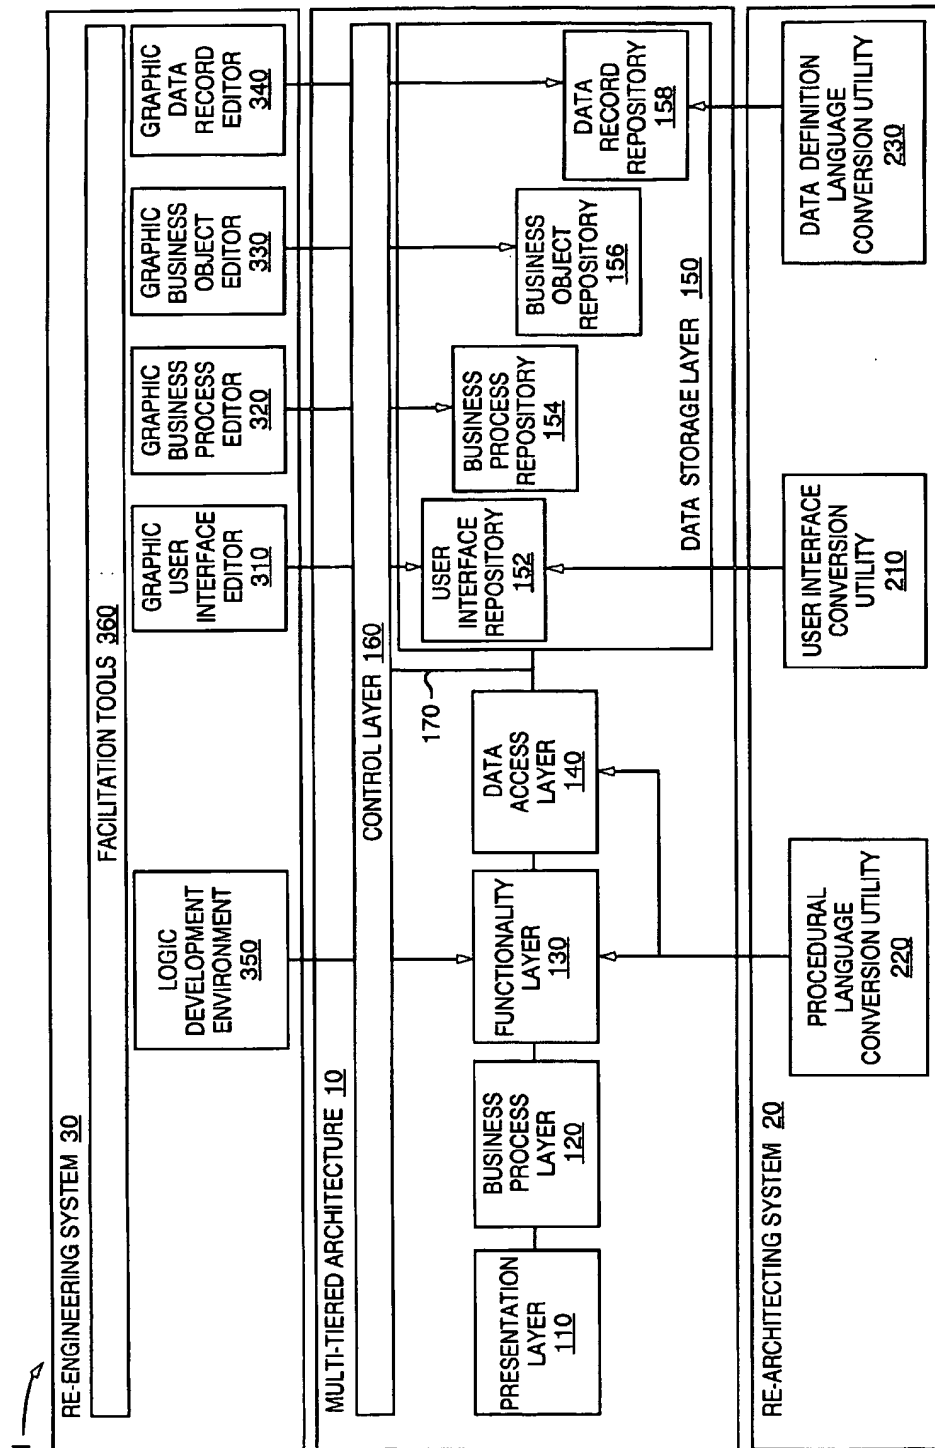 1
RE-ENGINEERING SYSTEM 30
FACILITATION TOOLS 360
LOGIC
DEVELOPMENT
ENVIRONMENT
350
GRAPHIC
USER
INTERFACE
EDITOR
310
GRAPHIC
BUSINESS
PROCESS
EDITOR
320
GRAPHIC
BUSINESS
OBJECT
EDITOR
330
GRAPHIC
DATA
RECORD
EDITOR
340
MULTI-TIERED ARCHITECTURE 10
CONTROL LAYER 160
170
PRESENTATION
LAYER
110
BUSINESS
PROCESS
LAYER
120
FUNCTIONALITY
LAYER
130
DATA
ACCESS
LAYER
140
USER
INTERFACE
REPOSITORY
152
BUSINESS
PROCESS
REPOSITORY
154
BUSINESS
OBJECT
REPOSITORY
156
DATA
RECORD
REPOSITORY
158
DATA STORAGE LAYER 150
RE-ARCHITECTING SYSTEM 20
PROCEDURAL
LANGUAGE
CONVERSION UTILITY
220
USER INTERFACE
CONVERSION
UTILITY
210
DATA DEFINITION
LANGUAGE
CONVERSION UTILITY
230